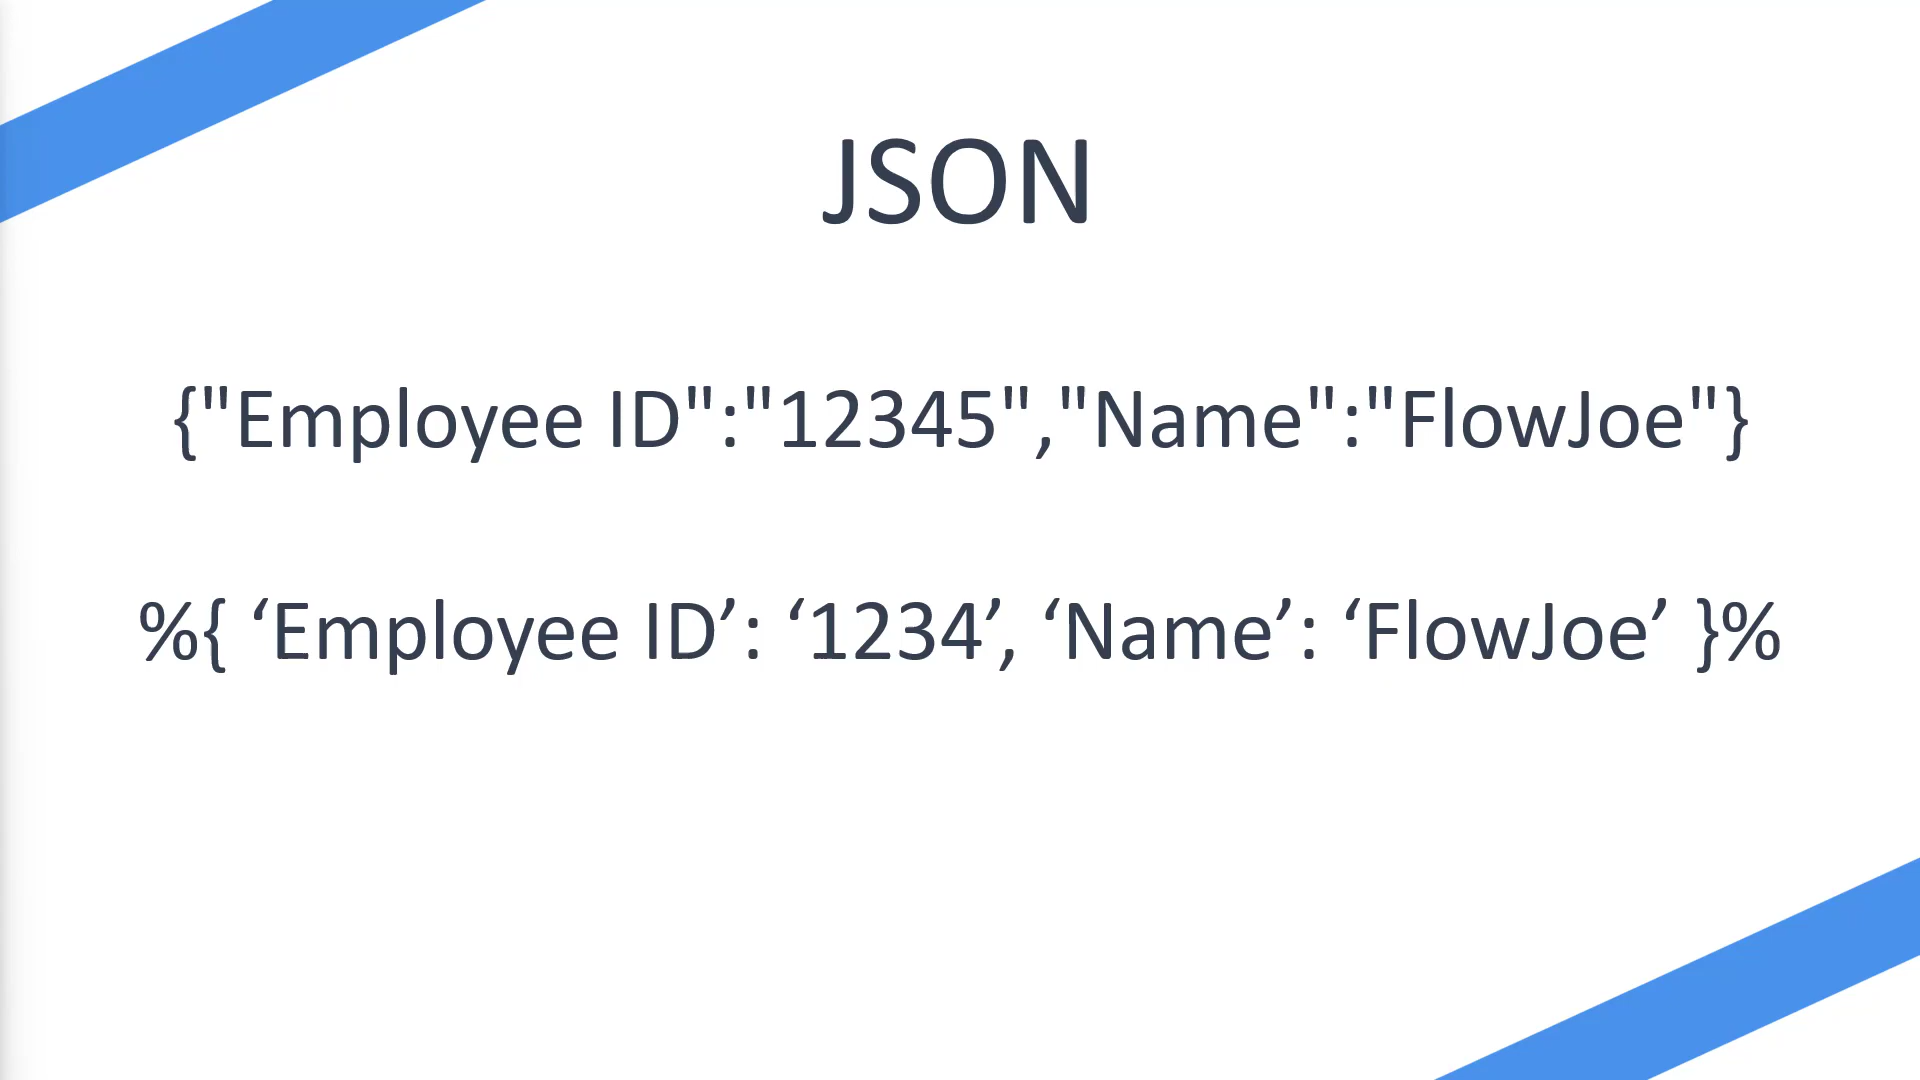 JSON
{"Employee ID":"12345","Name":"FlowJoe"}
%{ ‘Employee ID’: ‘1234’, ‘Name’: ‘FlowJoe’ }%